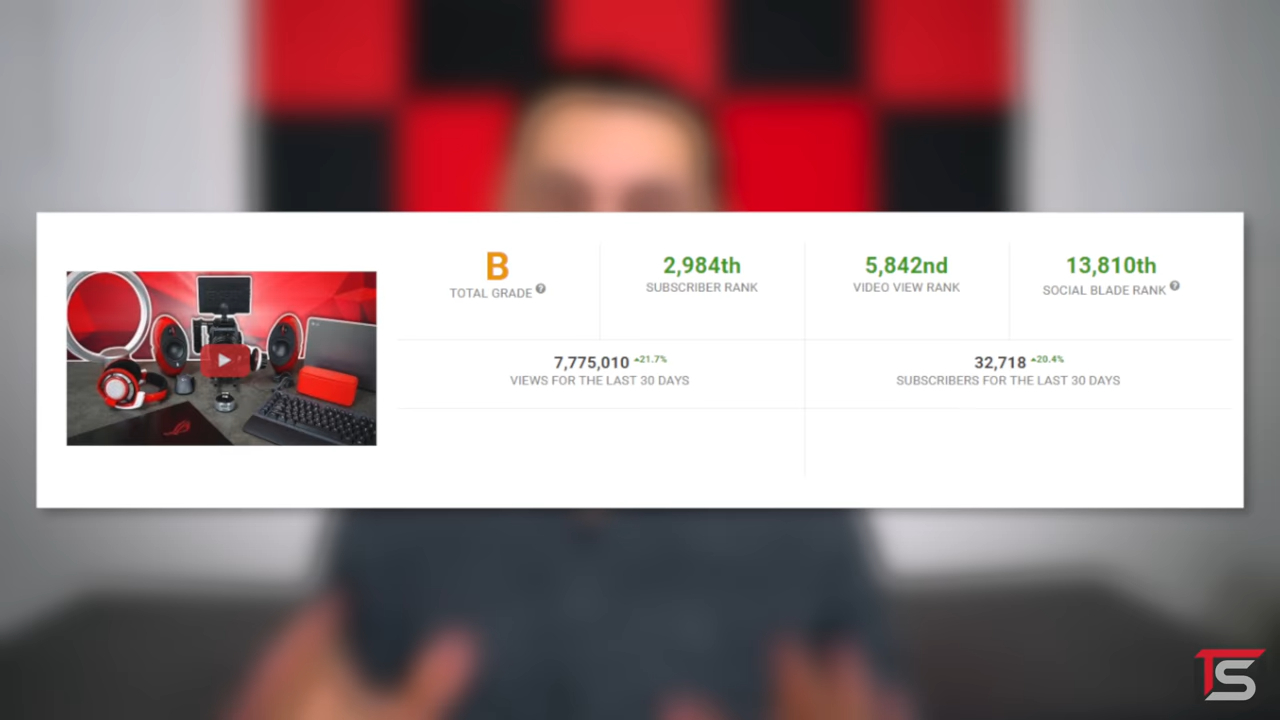 B
TOTAL GRADE ?
2,984th
SUBSCRIBER RANK
5,842nd
VIDEO VIEW RANK
13,810th
SOCIAL BLADE RANK ?
7,775,010 ▲21.7%
VIEWS FOR THE LAST 30 DAYS
32,718 ▲20.4%
SUBSCRIBERS FOR THE LAST 30 DAYS
TS